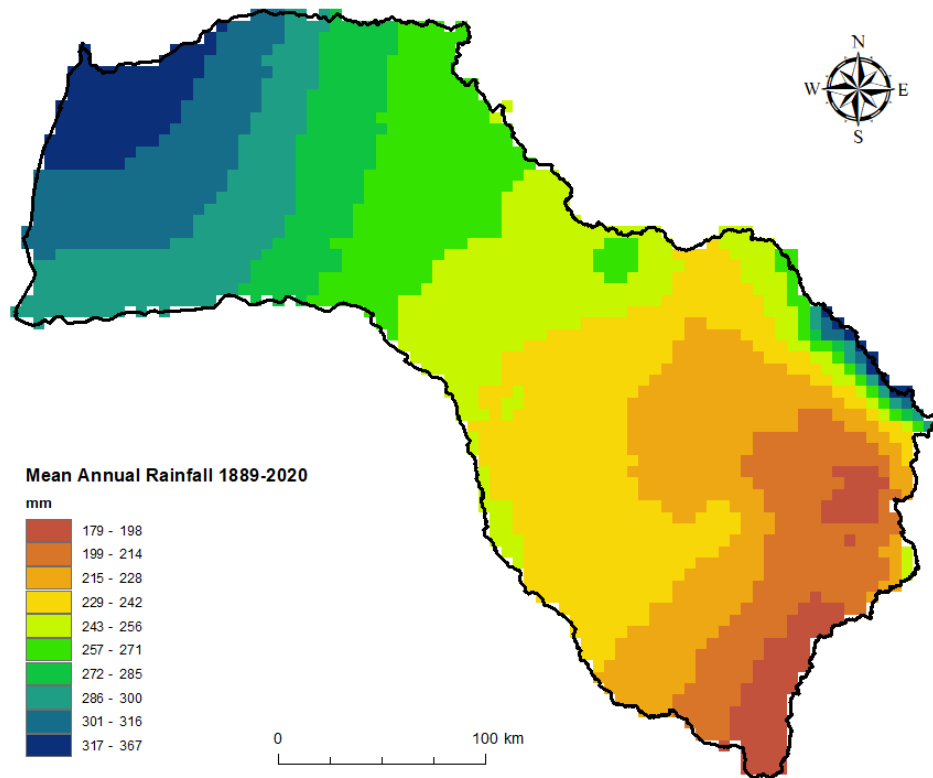 N
W E
S
Mean Annual Rainfall 1889-2020
mm
179 - 198
199 - 214
215 - 228
229 - 242
243 - 256
257 - 271
272 - 285
286 - 300
301 - 316
317 - 367
0 100 km